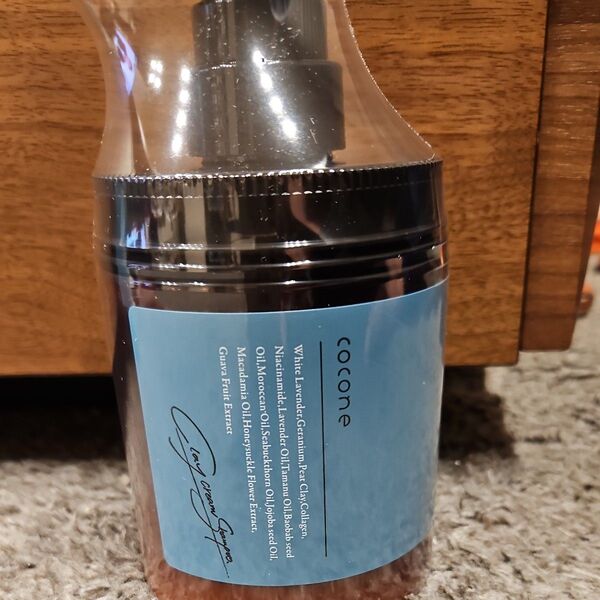 cocone
White Lavender,Geranium,Peat Clay,Collagen,
Niacinamide,Lavender Oil,Tamanu Oil,Baobab seed
Oil,Moroccan Oil,Seabuckthorn Oil,Jojoba seed Oil,
Macadamia Oil,Honeysuckle Flower Extract,
Guava Fruit Extract
Clay cream Shampoo